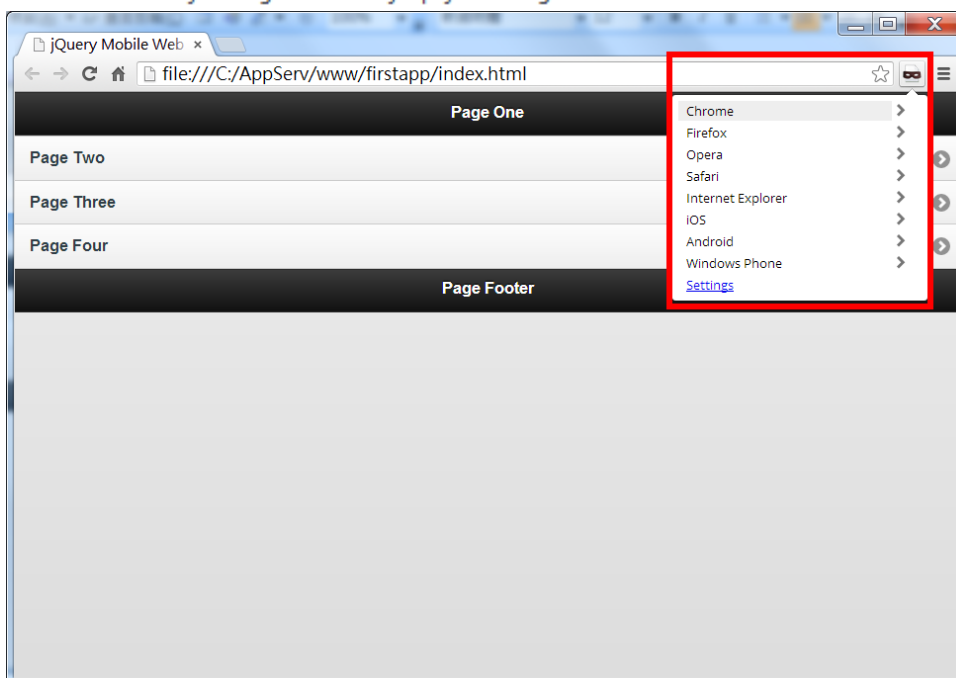 jQuery Mobile Web ×
file:///C:/AppServ/www/firstapp/index.html
Page One
Page Two
Page Three
Page Four
Page Footer
Chrome
Firefox
Opera
Safari
Internet Explorer
iOS
Android
Windows Phone
Settings